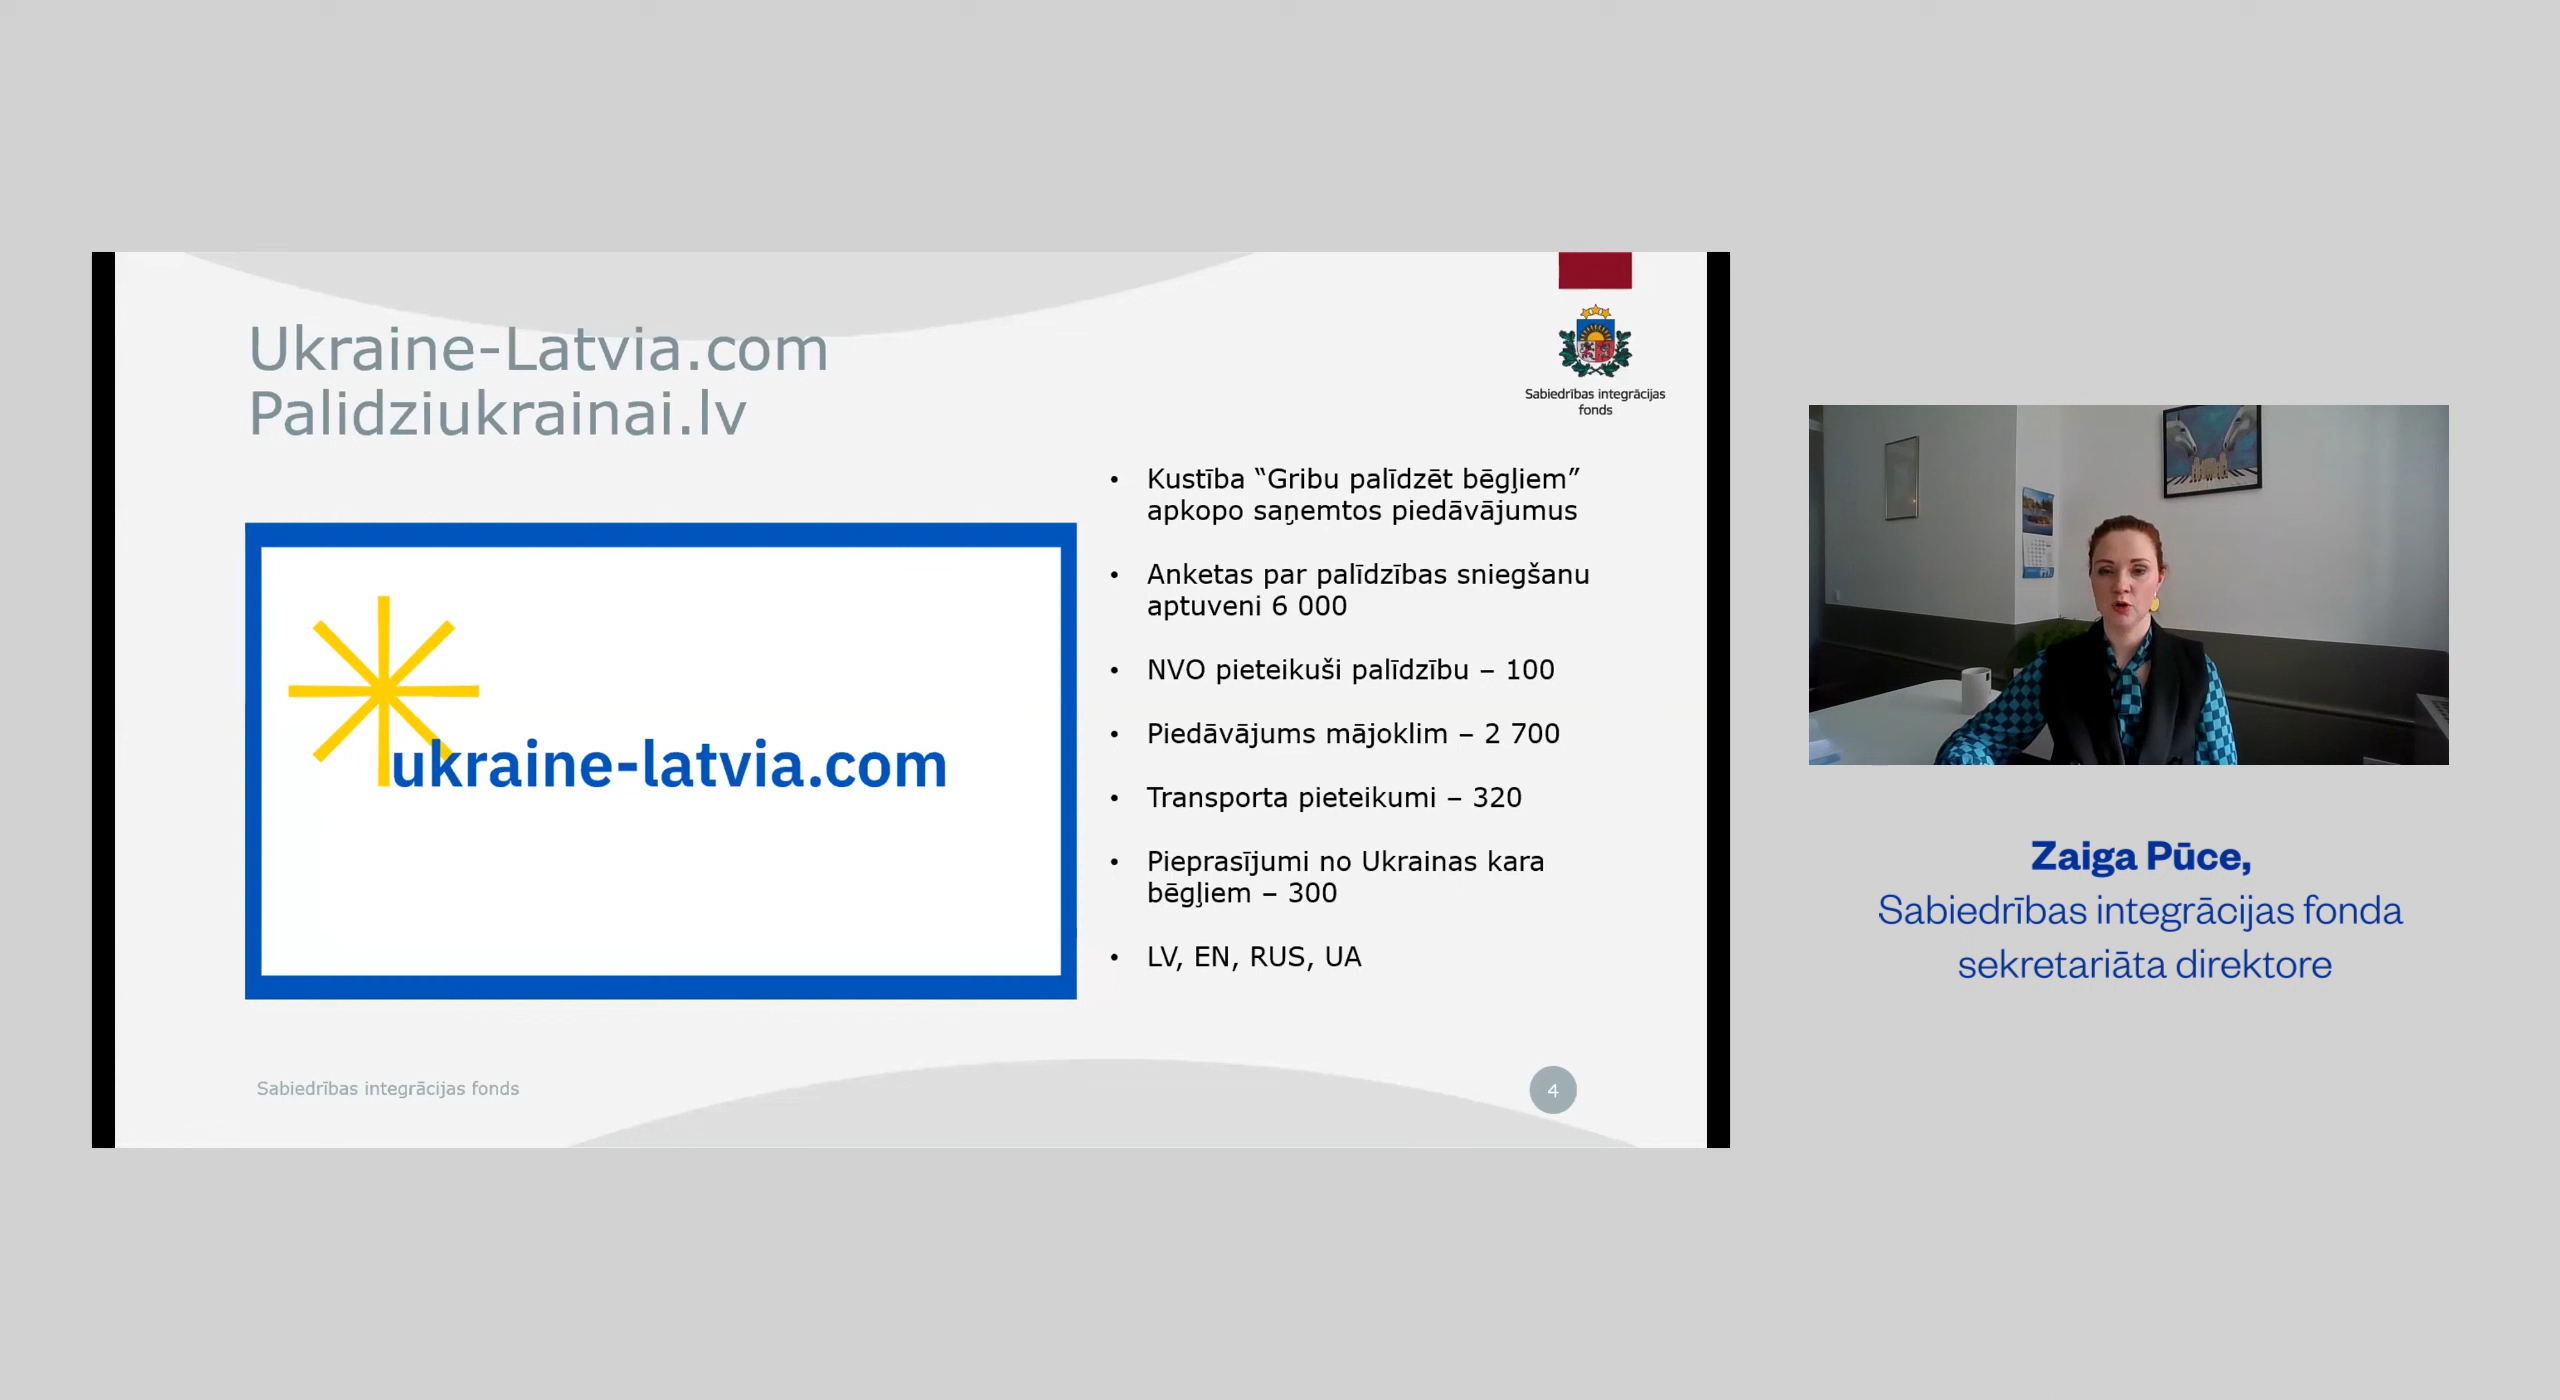 Ukraine-Latvia.com
Palidziukrainai.lv
Sabiedrības integrācijas
fonds
ukraine-latvia.com
• Kustība “Gribu palīdzēt bēgļiem”
apkopo saņemtos piedāvājumus
• Anketas par palīdzības sniegšanu
aptuveni 6 000
• NVO pieteikuši palīdzību – 100
• Piedāvājums mājoklim – 2 700
• Transporta pieteikumi – 320
• Pieprasījumi no Ukrainas kara
bēgļiem – 300
• LV, EN, RUS, UA
Sabiedrības integrācijas fonds
4
Zaiga Pūce,
Sabiedrības integrācijas fonda
sekretariāta direktore